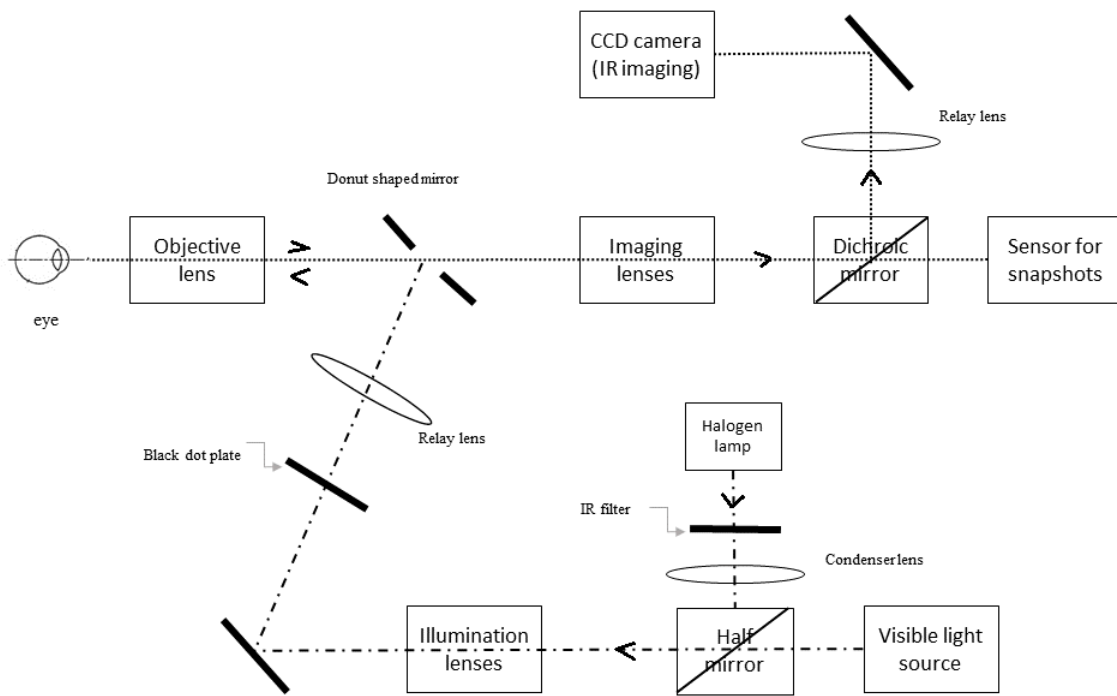 CCD camera
(IR imaging)
Relay lens
Donut shaped mirror
Objective
lens
Imaging
lenses
Dichroic
mirror
Sensor for
snapshots
eye
Relay lens
Black dot plate
Halogen
lamp
IR filter
Condenser lens
Illumination
lenses
Half
mirror
Visible light
source